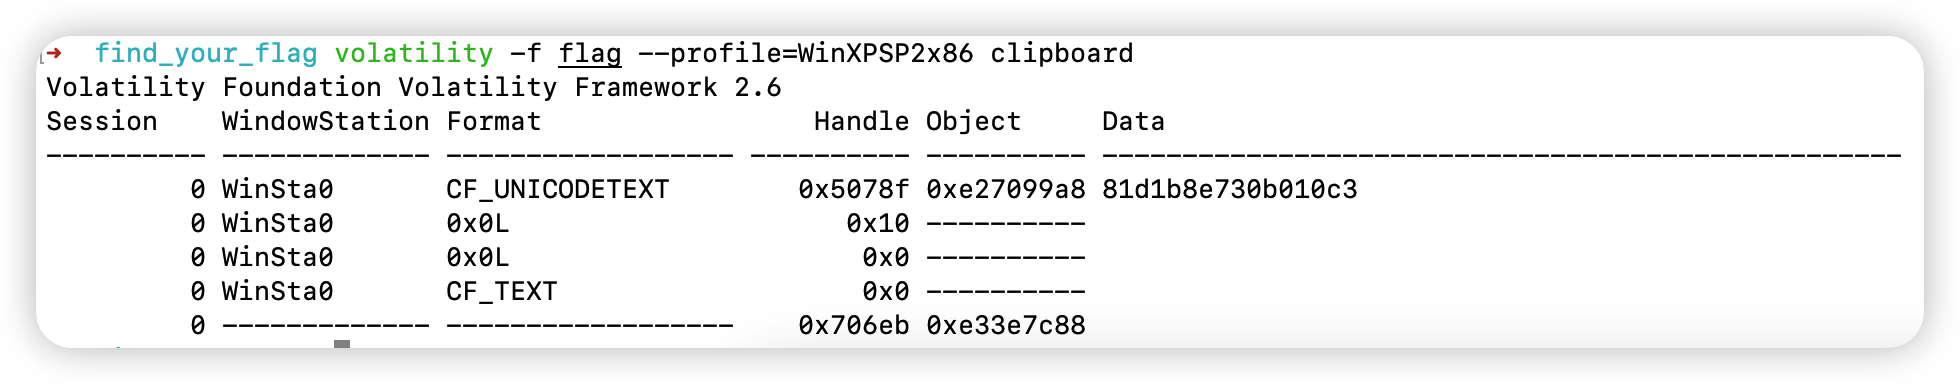 ➜  find_your_flag volatility -f flag --profile=WinXPSP2x86 clipboard
Volatility Foundation Volatility Framework 2.6
Session    WindowStation Format                 Handle Object     Data
---------- ------------- ------------------ ---------- ---------- --------------------------------------------------
         0 WinSta0       CF_UNICODETEXT        0x5078f 0xe27099a8 81d1b8e730b010c3
         0 WinSta0       0x0L                     0x10 ----------
         0 WinSta0       0x0L                      0x0 ----------
         0 WinSta0       CF_TEXT                   0x0 ----------
         0 ------------- ------------------    0x706eb 0xe33e7c88